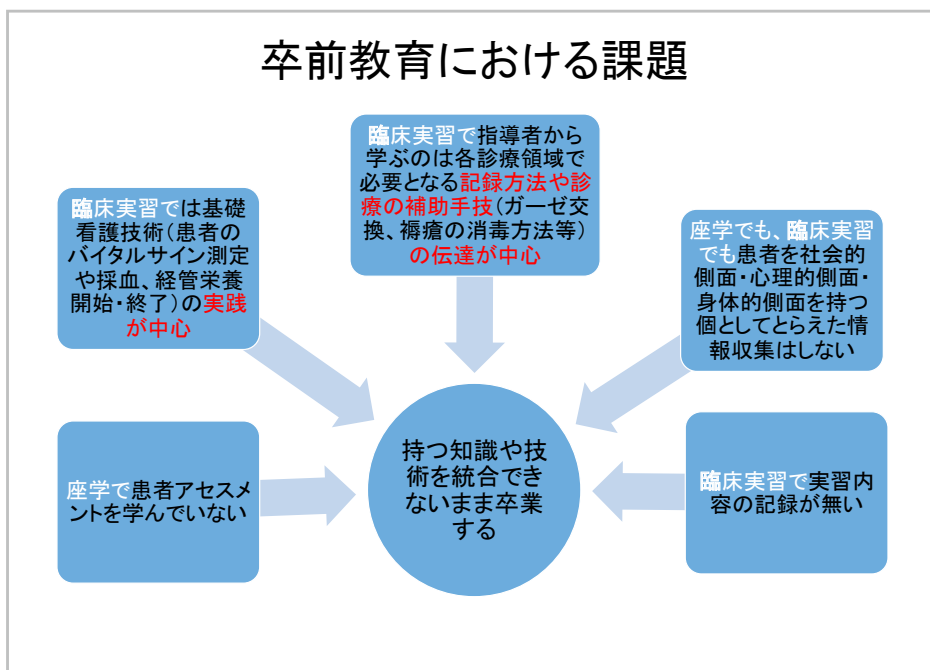 卒前教育における課題
臨床実習で指導者から
学ぶのは各診療領域で
必要となる記録方法や診
療の補助手技(ガーゼ交
換、褥瘡の消毒方法等)
の伝達が中心
臨床実習では基礎
看護技術(患者の
バイタルサイン測定
や採血、経管栄養
開始・終了)の実践
が中心
座学でも、臨床実習
でも患者を社会的
側面・心理的側面・
身体的側面を持つ
個としてとらえた情
報収集はしない
座学で患者アセスメ
ントを学んでいない
持つ知識や技
術を統合でき
ないまま卒業
する
臨床実習で実習内
容の記録が無い